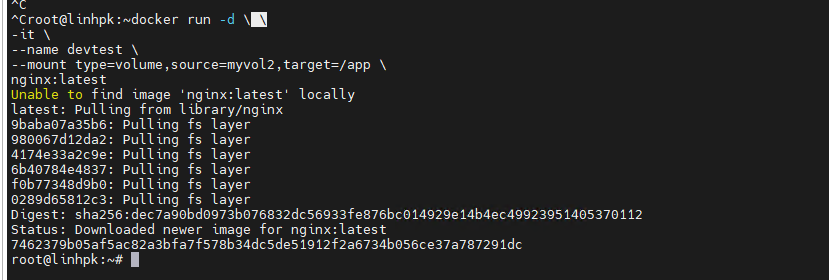 ^C
^Croot@linhpk:~docker run -d \ \
-it \
--name devtest \
--mount type=volume,source=myvol2,target=/app \
nginx:latest
Unable to find image 'nginx:latest' locally
latest: Pulling from library/nginx
9baba07a35b6: Pulling fs layer
980067d12da2: Pulling fs layer
4174e33a2c9e: Pulling fs layer
6b40784e4837: Pulling fs layer
f0b77348d9b0: Pulling fs layer
0289d65812c3: Pulling fs layer
Digest: sha256:dec7a90bd0973b076832dc56933fe876bc014929e14b4ec49923951405370112
Status: Downloaded newer image for nginx:latest
7462379b05af5ac82a3bfa7f578b34dc5de51912f2a6734b056ce37a787291dc
root@linhpk:~#